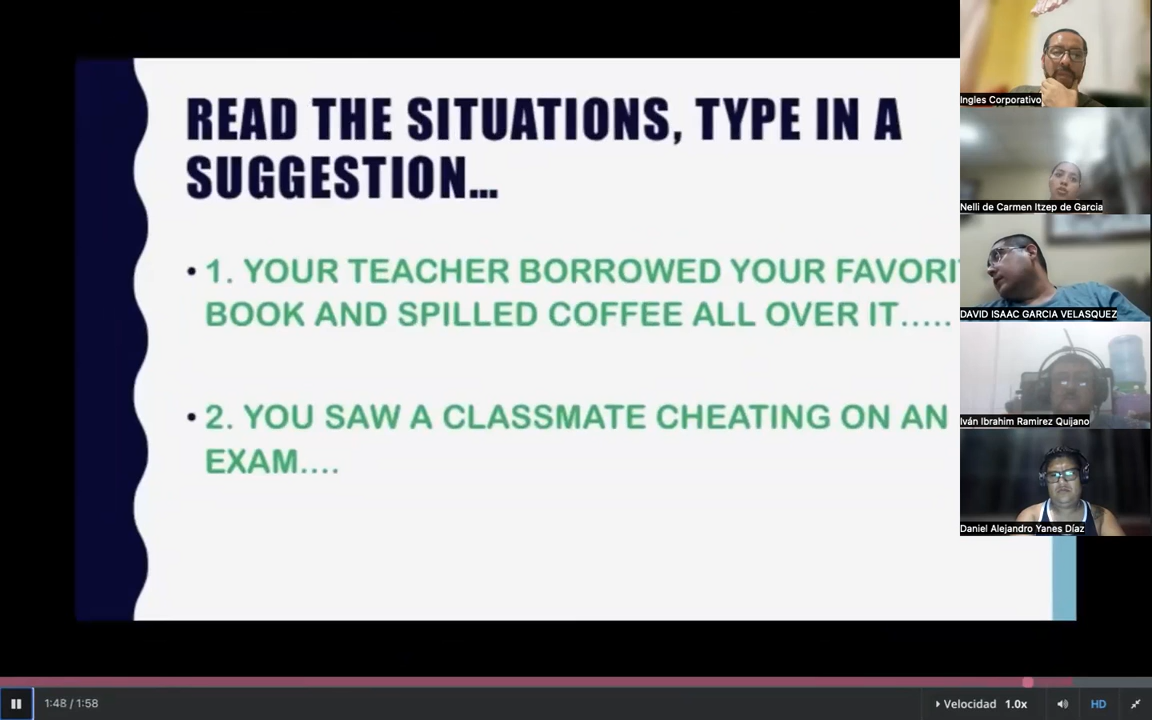 READ THE SITUATIONS, TYPE IN A
SUGGESTION...
• 1. YOUR TEACHER BORROWED YOUR FAVORI
BOOK AND SPILLED COFFEE ALL OVER IT.....
• 2. YOU SAW A CLASSMATE CHEATING ON AN
EXAM....
Ingles Corporativo
Nelli de Carmen Itzep de Garcia
DAVID ISAAC GARCIA VELASQUEZ
Iván Ibrahim Ramirez Quijano
Daniel Alejandro Yanes Díaz
1:48 / 1:58
Velocidad 1.0x
HD